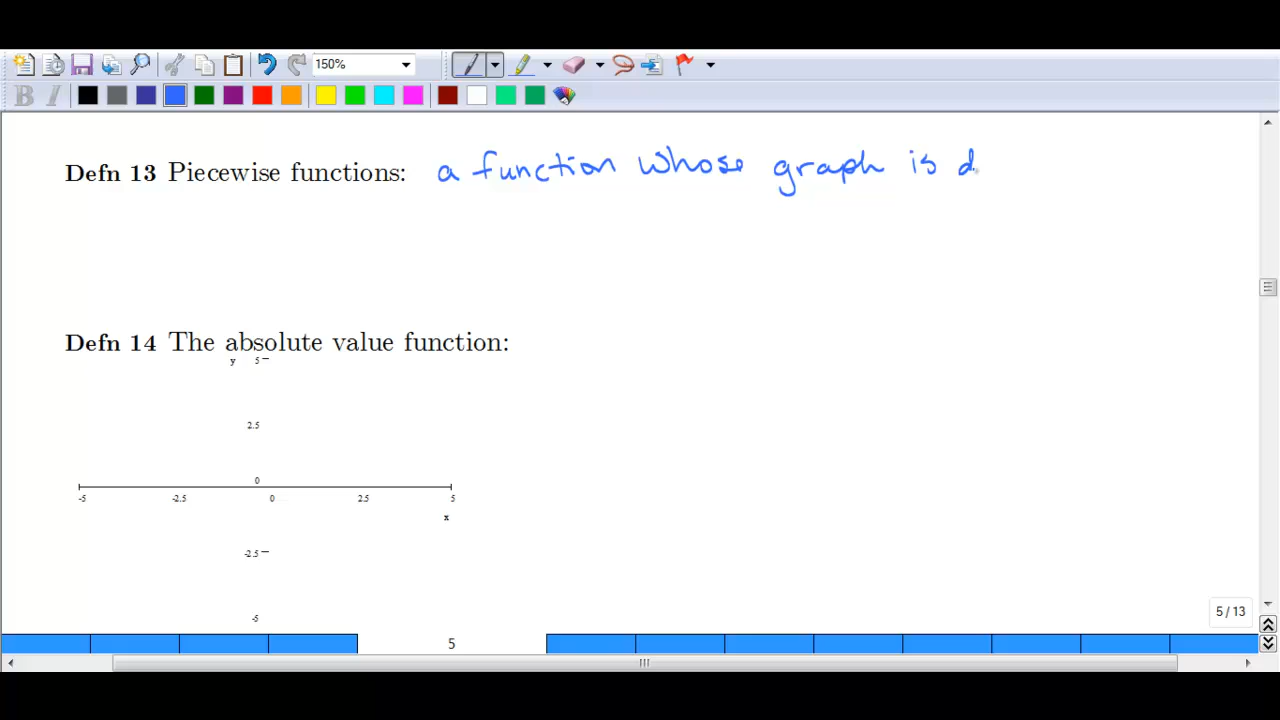 150%
B I
Defn 13 Piecewise functions: a function whose graph is d
Defn 14 The absolute value function:
y 5
2.5
0
-5 -2.5 0 2.5 5
x
-2.5
-5
5 / 13
5